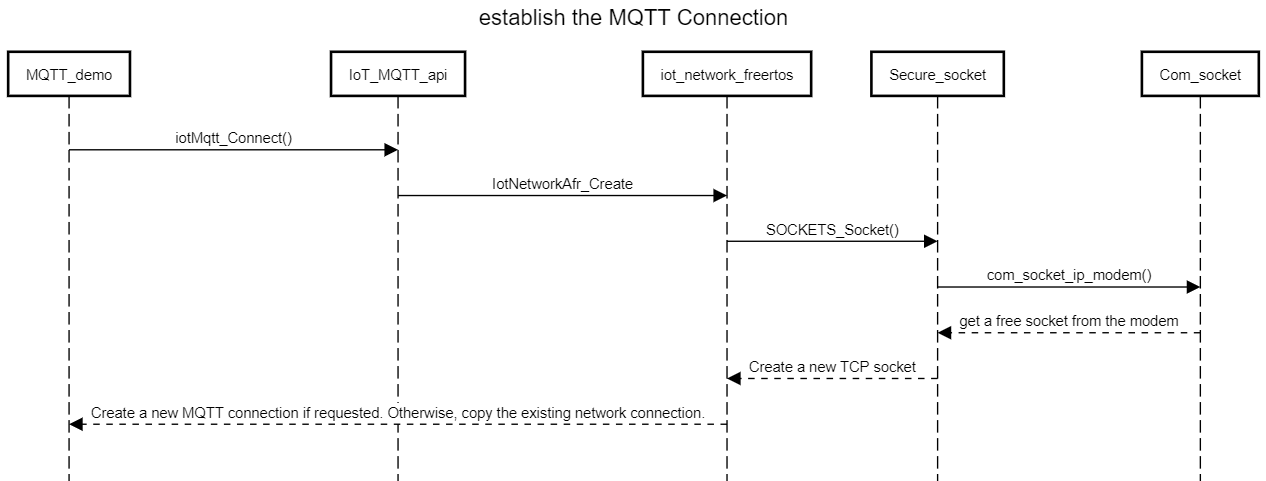 establish the MQTT Connection
MQTT_demo
IoT_MQTT_api
iot_network_freertos
Secure_socket
Com_socket
iotMqtt_Connect()
IotNetworkAfr_Create
SOCKETS_Socket()
com_socket_ip_modem()
get a free socket from the modem
Create a new TCP socket
Create a new MQTT connection if requested. Otherwise, copy the existing network connection.